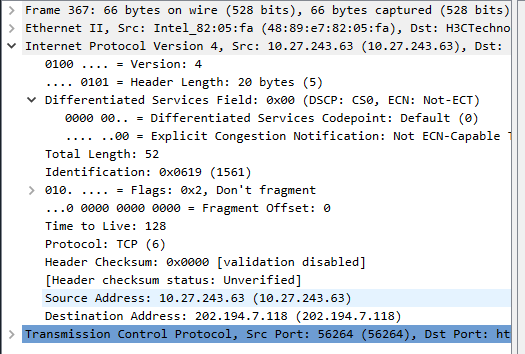 Frame 367: 66 bytes on wire (528 bits), 66 bytes captured (528 bits)
Ethernet II, Src: Intel_82:05:fa (48:89:e7:82:05:fa), Dst: H3CTechno
Internet Protocol Version 4, Src: 10.27.243.63 (10.27.243.63), Dst:
0100 .... = Version: 4
.... 0101 = Header Length: 20 bytes (5)
Differentiated Services Field: 0x00 (DSCP: CS0, ECN: Not-ECT)
0000 00.. = Differentiated Services Codepoint: Default (0)
.... ..00 = Explicit Congestion Notification: Not ECN-Capable T
Total Length: 52
Identification: 0x0619 (1561)
010. .... = Flags: 0x2, Don't fragment
...0 0000 0000 0000 = Fragment Offset: 0
Time to Live: 128
Protocol: TCP (6)
Header Checksum: 0x0000 [validation disabled]
[Header checksum status: Unverified]
Source Address: 10.27.243.63 (10.27.243.63)
Destination Address: 202.194.7.118 (202.194.7.118)
Transmission Control Protocol, Src Port: 56264 (56264), Dst Port: ht